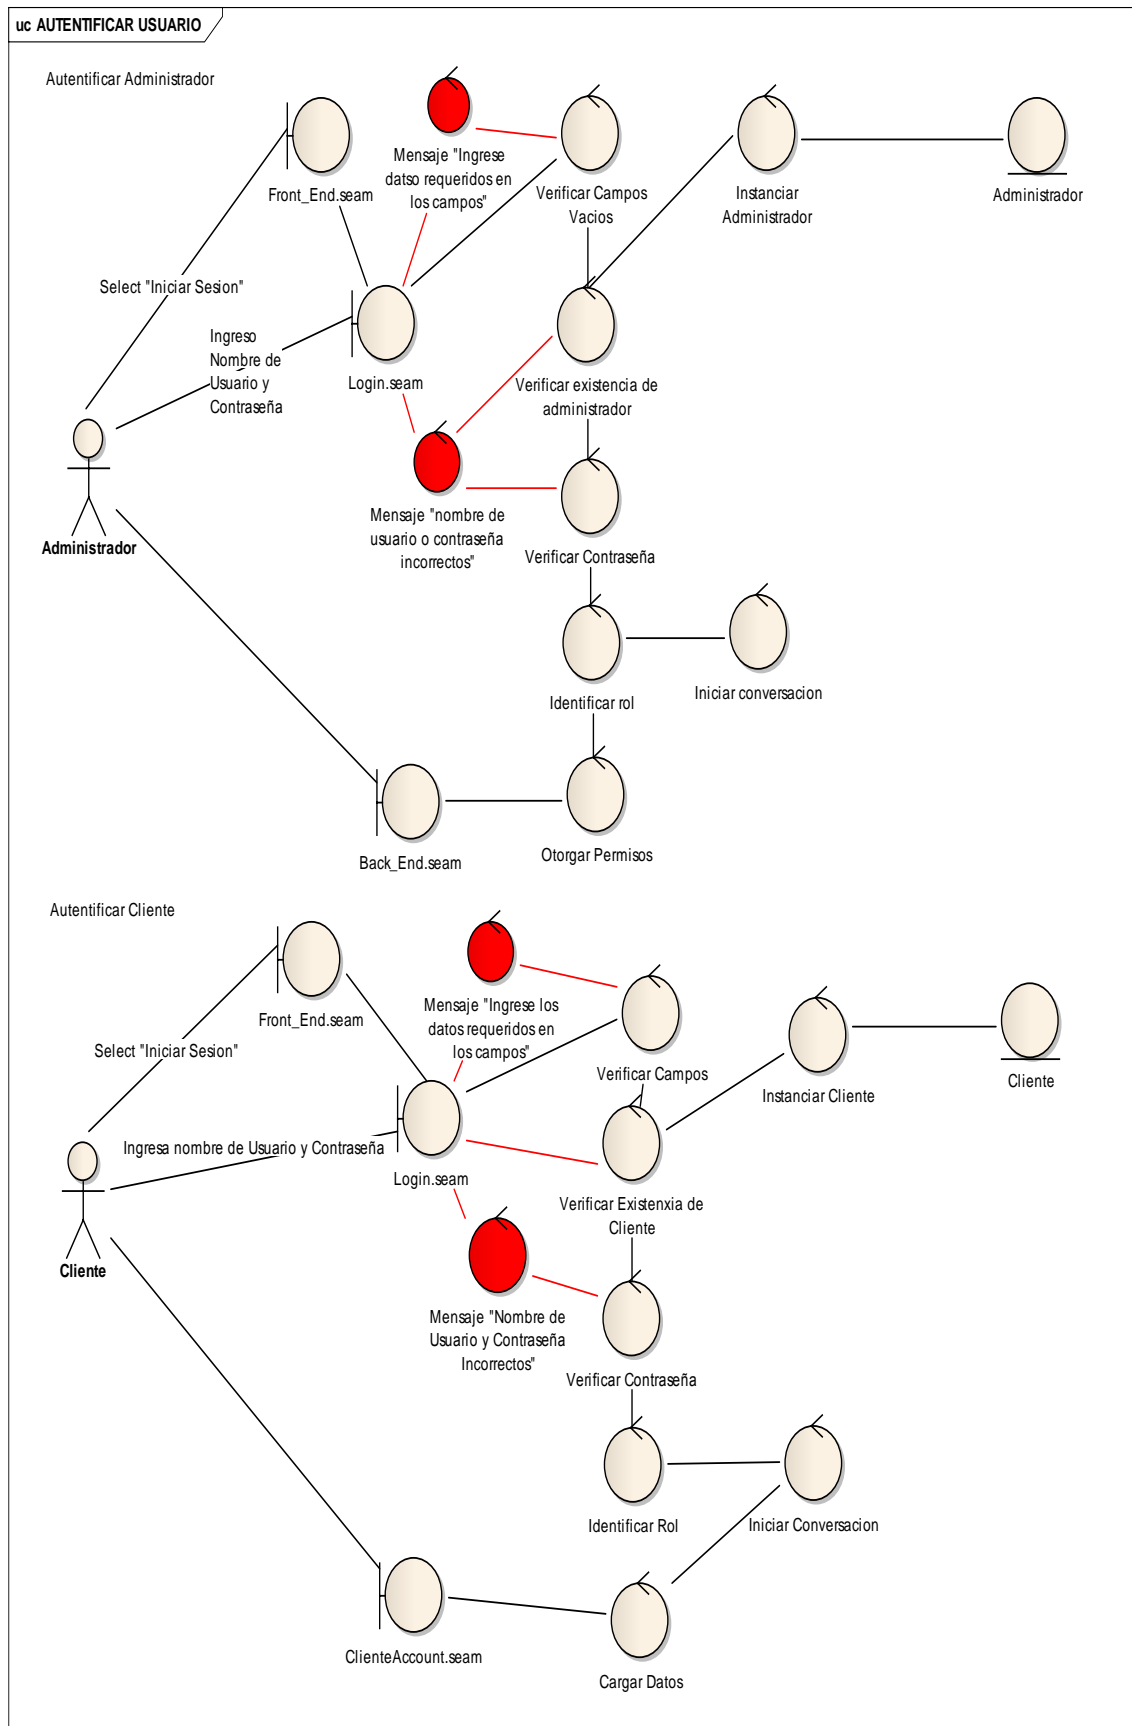 uc AUTENTIFICAR USUARIO
Autentificar Administrador
Front_End.seam
Mensaje "Ingrese
datso requeridos en
los campos"
Verificar Campos
Vacios
Instanciar
Administrador
Administrador
Select "Iniciar Sesion"
Ingreso
Nombre de
Usuario y
Contraseña
Login.seam
Verificar existencia de
administrador
Administrador
Mensaje "nombre de
usuario o contraseña
incorrectos"
Verificar Contraseña
Identificar rol
Iniciar conversacion
Back_End.seam
Otorgar Permisos
Autentificar Cliente
Front_End.seam
Mensaje "Ingrese los
datos requeridos en
los campos"
Verificar Campos
Instanciar Cliente
Cliente
Select "Iniciar Sesion"
Ingresa nombre de Usuario y Contraseña
Login.seam
Verificar Existenxia de
Cliente
Cliente
Mensaje "Nombre de
Usuario y Contraseña
Incorrectos"
Verificar Contraseña
Identificar Rol
Iniciar Conversacion
ClienteAccount.seam
Cargar Datos